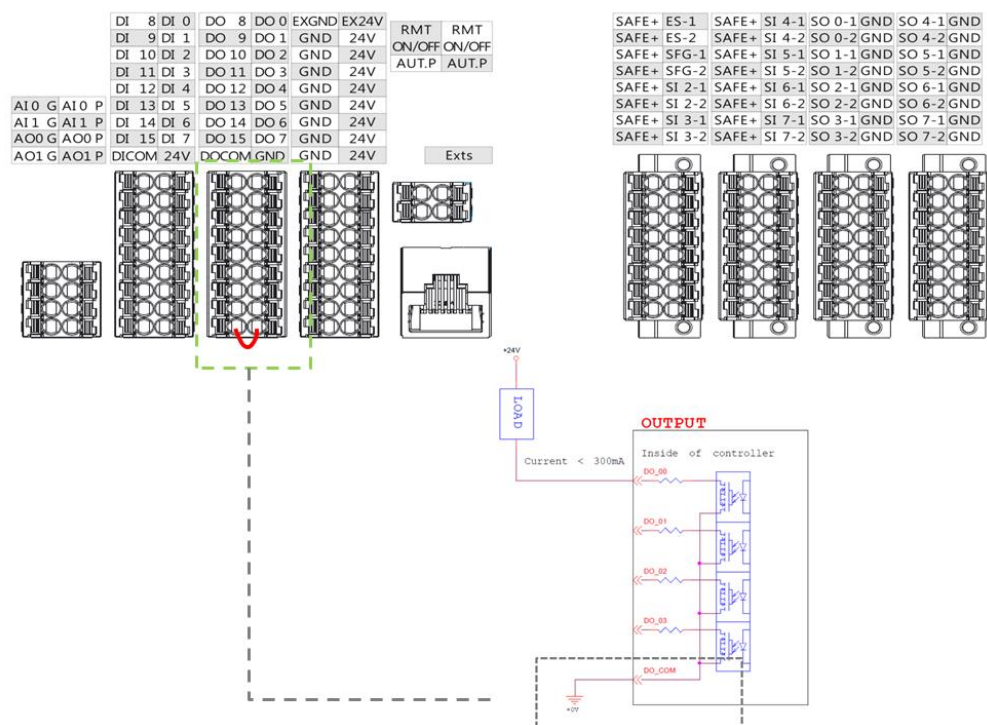 DI 8 DI 0 DO 8 DO 0 EXGND EX24V
DI 9 DI 1 DO 9 DO 1 GND 24V
DI 10 DI 2 DO 10 DO 2 GND 24V
DI 11 DI 3 DO 11 DO 3 GND 24V
DI 12 DI 4 DO 12 DO 4 GND 24V
AI0 G AI0 P DI 13 DI 5 DO 13 DO 5 GND 24V
AI1 G AI1 P DI 14 DI 6 DO 14 DO 6 GND 24V
AO0 G AO0 P DI 15 DI 7 DO 15 DO 7 GND 24V
AO1 G AO1 P DICOM 24V DOCOM GND GND 24V
RMT RMT
ON/OFF ON/OFF
AUT.P AUT.P
Exts
SAFE+ ES-1 SAFE+ SI 4-1 SO 0-1 GND SO 4-1 GND
SAFE+ ES-2 SAFE+ SI 4-2 SO 0-2 GND SO 4-2 GND
SAFE+ SFG-1 SAFE+ SI 5-1 SO 1-1 GND SO 5-1 GND
SAFE+ SFG-2 SAFE+ SI 5-2 SO 1-2 GND SO 5-2 GND
SAFE+ SI 2-1 SAFE+ SI 6-1 SO 2-1 GND SO 6-1 GND
SAFE+ SI 2-2 SAFE+ SI 6-2 SO 2-2 GND SO 6-2 GND
SAFE+ SI 3-1 SAFE+ SI 7-1 SO 3-1 GND SO 7-1 GND
SAFE+ SI 3-2 SAFE+ SI 7-2 SO 3-2 GND SO 7-2 GND
+24V
LOAD
OUTPUT
Current < 300mA
Inside of controller
DO_00
DO_01
DO_02
DO_03
DO_COM
+0V